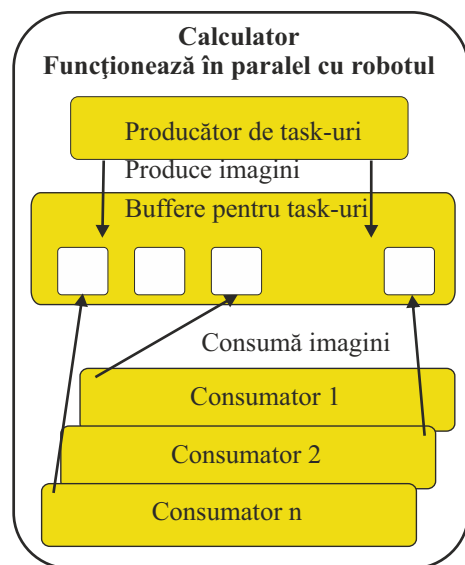 Calculator
Funcţionează în paralel cu robotul
Producător de task-uri
Produce imagini
Buffere pentru task-uri
Consumă imagini
Consumator 1
Consumator 2
Consumator n